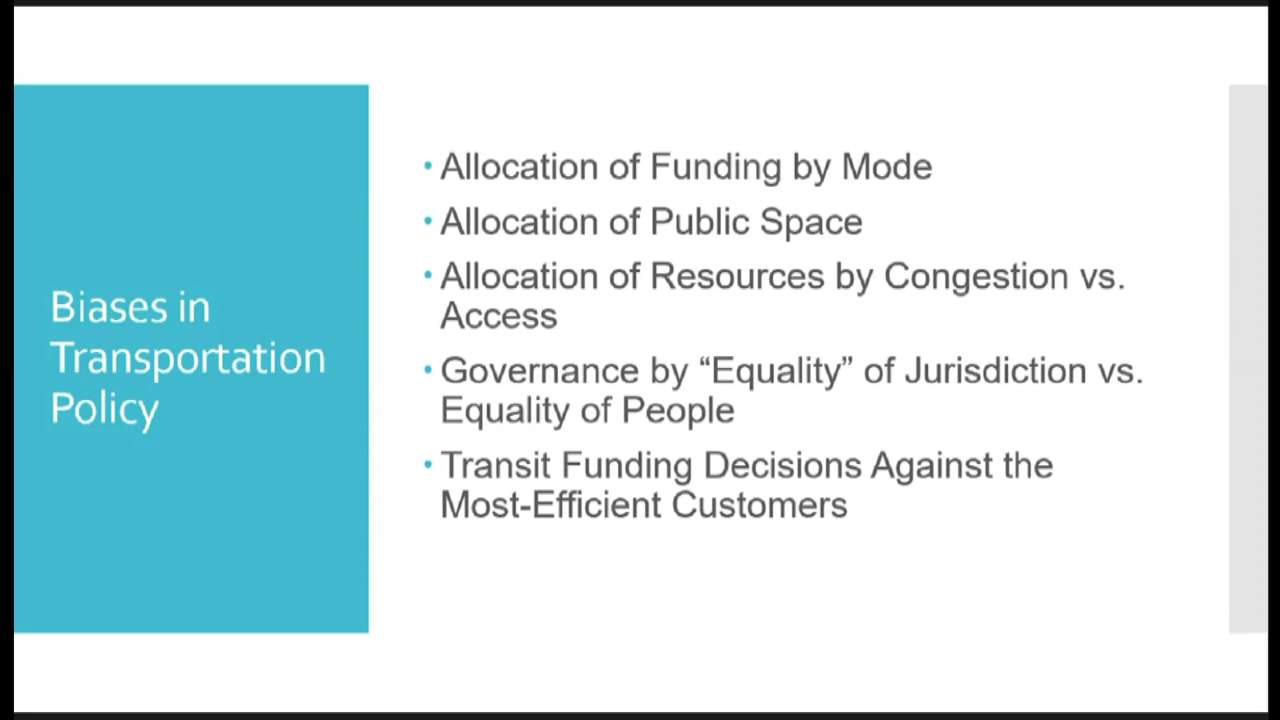 Biases in
Transportation
Policy
• Allocation of Funding by Mode
• Allocation of Public Space
• Allocation of Resources by Congestion vs.
Access
• Governance by “Equality” of Jurisdiction vs.
Equality of People
• Transit Funding Decisions Against the
Most-Efficient Customers